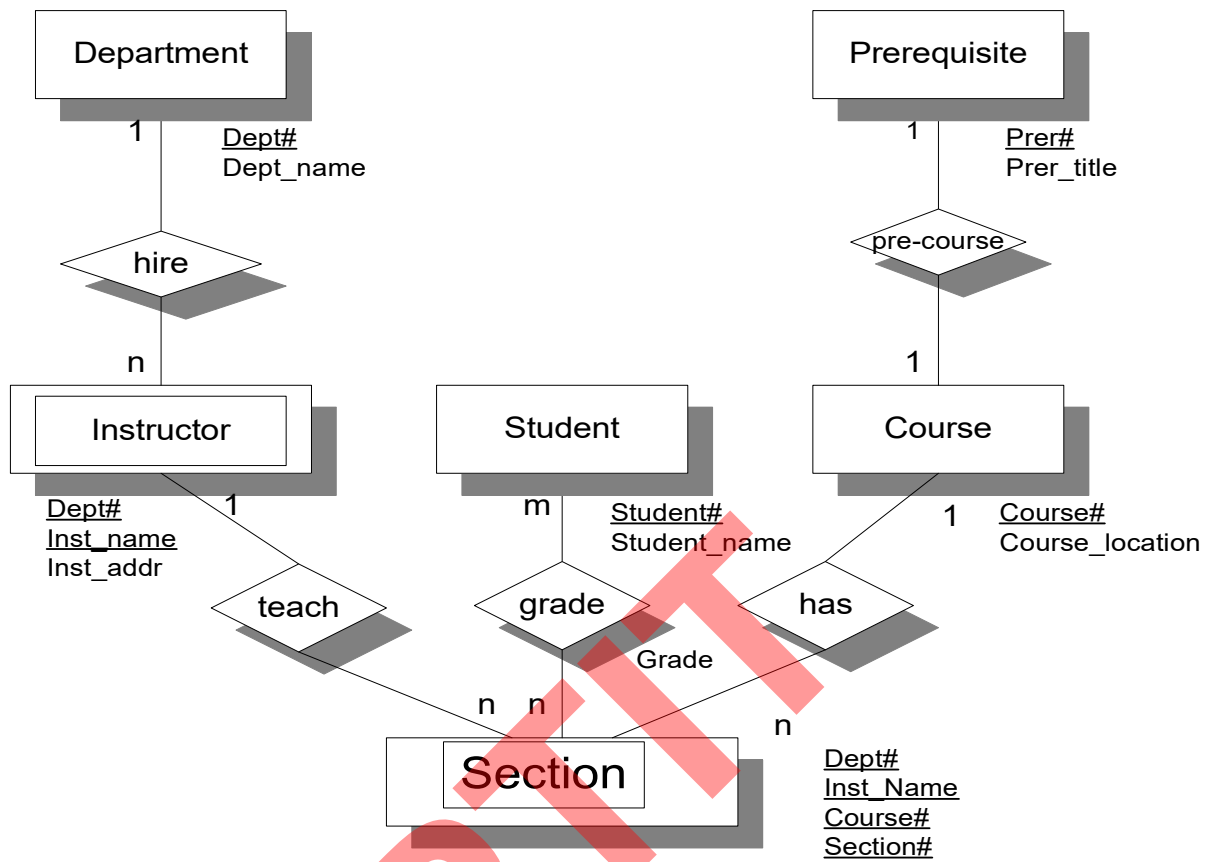 Department
Prerequisite
1
Dept#
Dept_name
1
Prer#
Prer_title
hire
pre-course
n
1
Instructor
Student
Course
Dept#
Inst_name
Inst_addr
1
m
Student#
Student_name
1
Course#
Course_location
teach
grade
has
Grade
n
n
n
Section
Dept#
Inst_Name
Course#
Section#